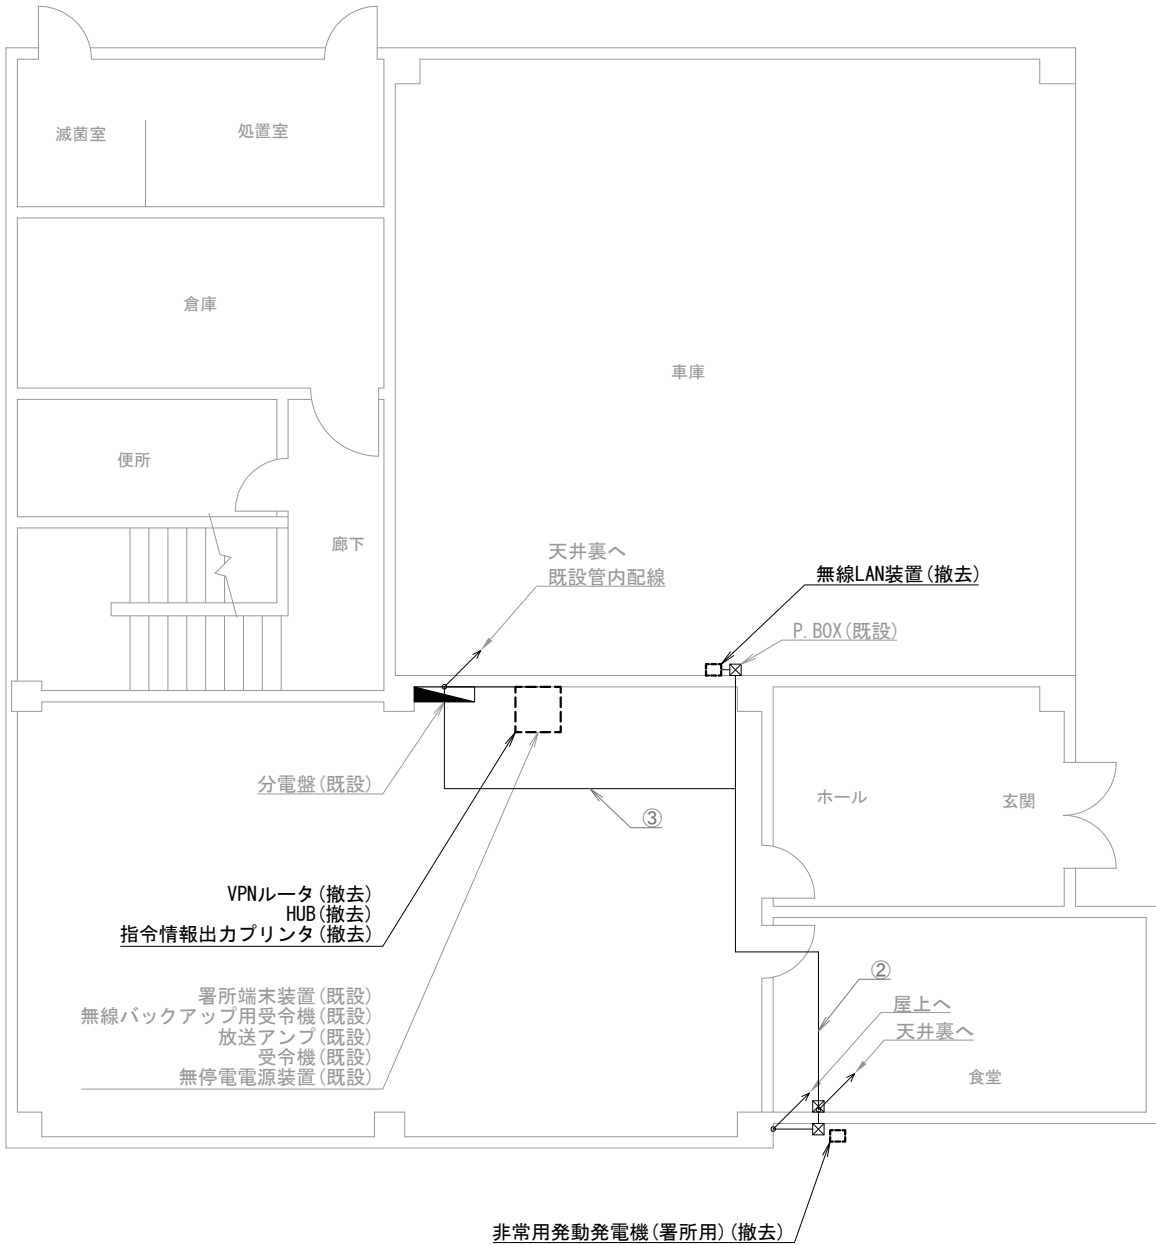 滅菌室
処置室
倉庫
車庫
便所
廊下
天井裏へ
既設管内配線
無線LAN装置(撤去)
P.BOX(既設)
分電盤(既設)
ホール
玄関
③
VPNルータ(撤去)
HUB(撤去)
指令情報出力プリンタ(撤去)
②
署所端末装置(既設)
無線バックアップ用受令機(既設)
放送アンプ(既設)
受令機(既設)
無停電電源装置(既設)
屋上へ
天井裏へ
食堂
非常用発動発電機(署所用)(撤去)